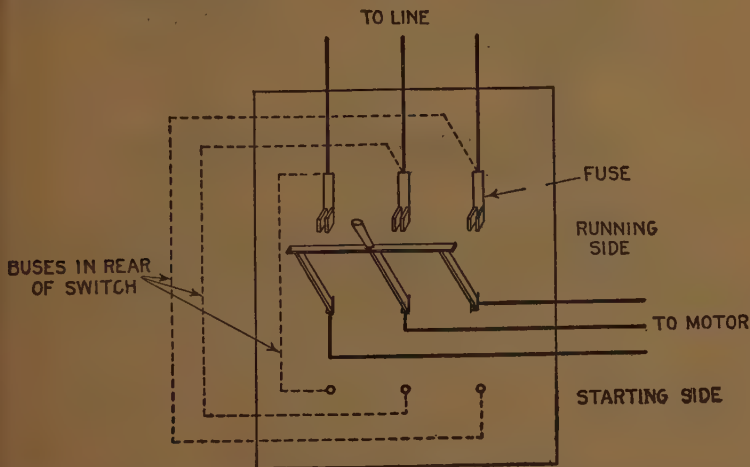 TO LINE
FUSE
RUNNING
SIDE
BUSES IN REAR
OF SWITCH
TO MOTOR
STARTING SIDE